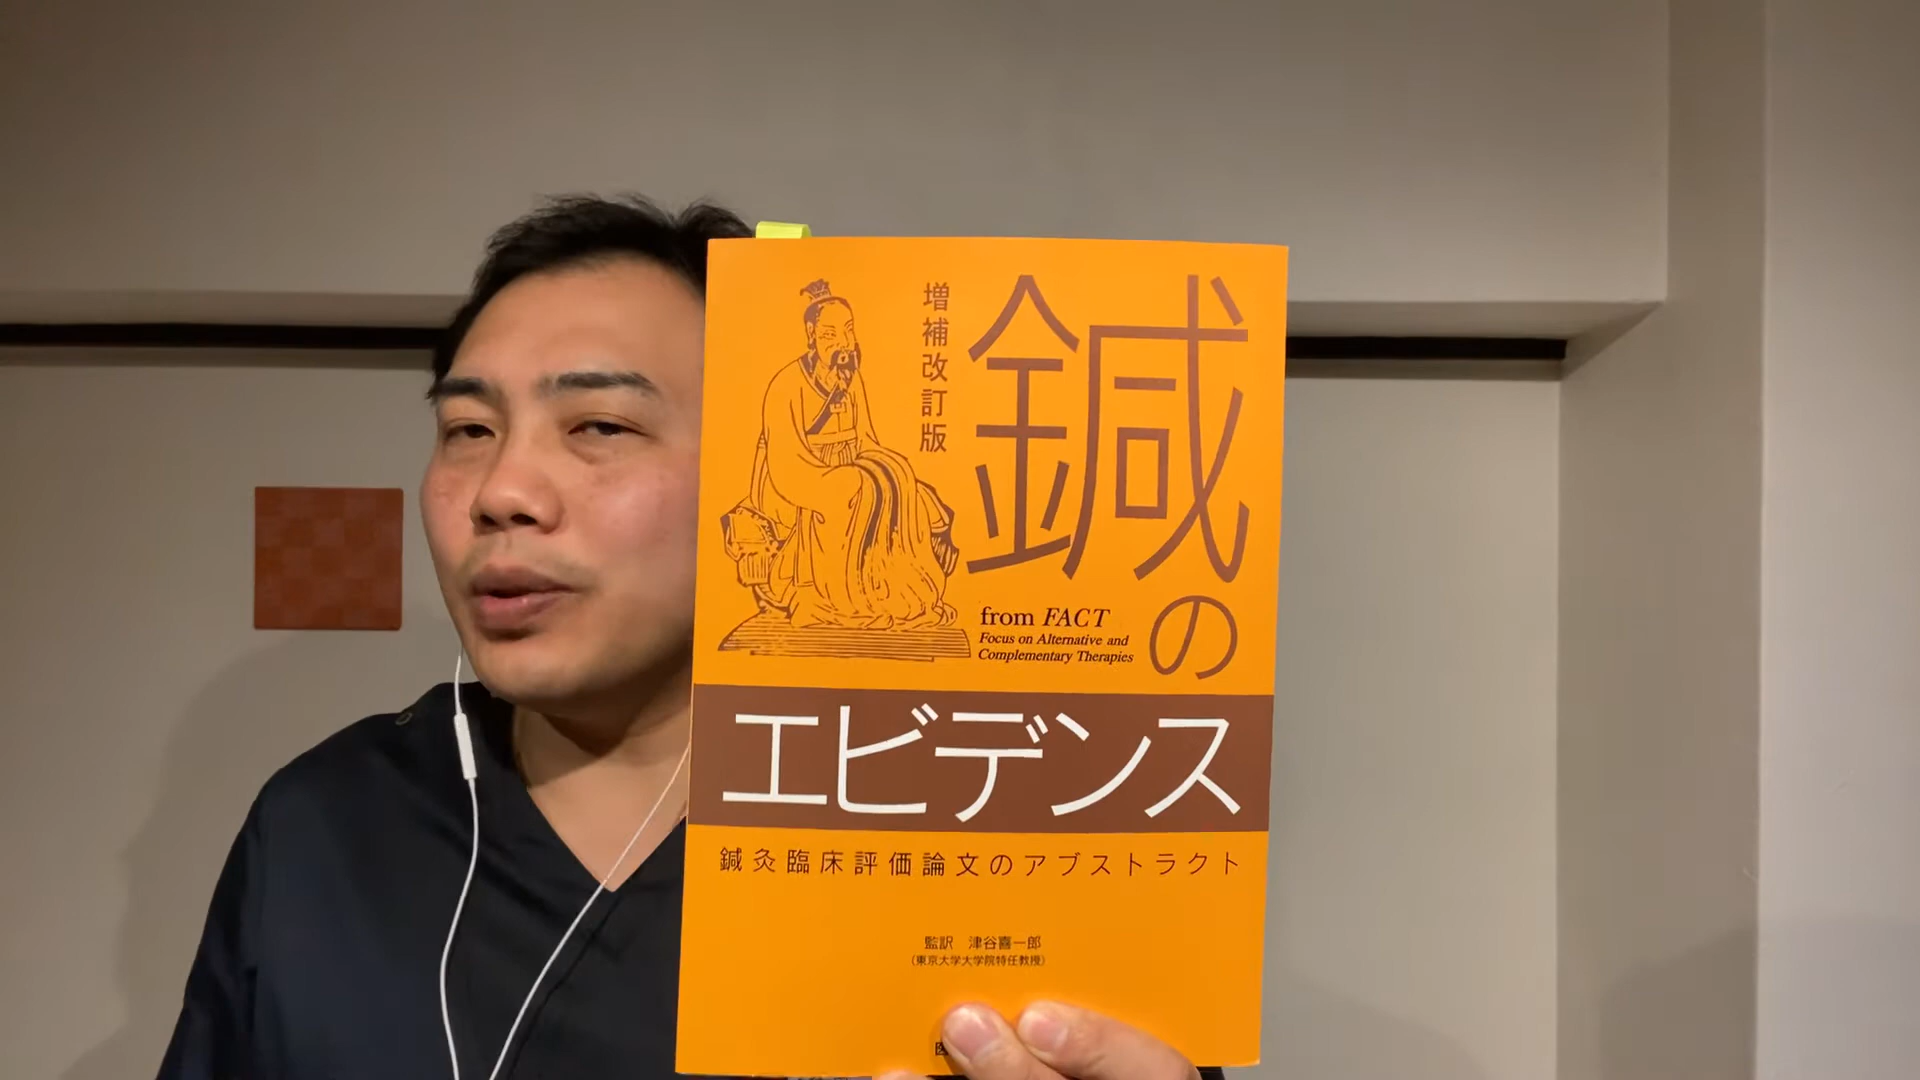 増補改訂版
鍼の
from FACT
Focus on Alternative and
Complementary Therapies
エビデンス
鍼灸臨床評価論文のアブストラクト
監訳 津谷喜一郎
(東京大学大学院特任教授)
医